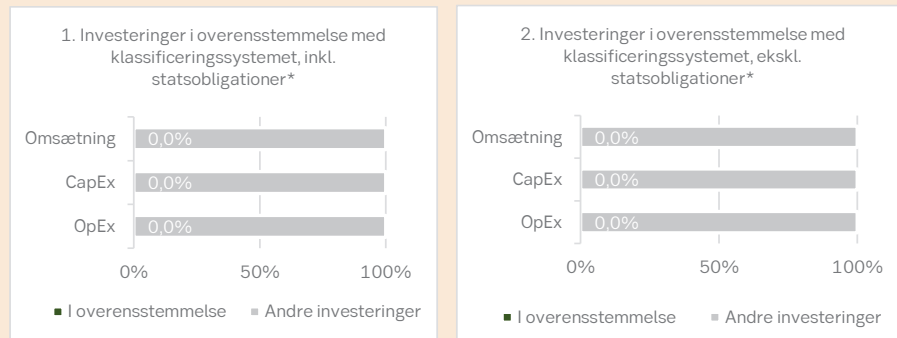 1. Investeringer i overensstemmelse med
klassificeringssystemet, inkl.
statsobligationer*
Omsætning
0,0%
CapEx
0,0%
OpEx
0,0%
0%
50%
100%
I overensstemmelse
Andre investeringer
2. Investeringer i overensstemmelse med
klassificeringssystemet, ekskl.
statsobligationer*
Omsætning
0,0%
CapEx
0,0%
OpEx
0,0%
0%
50%
100%
I overensstemmelse
Andre investeringer